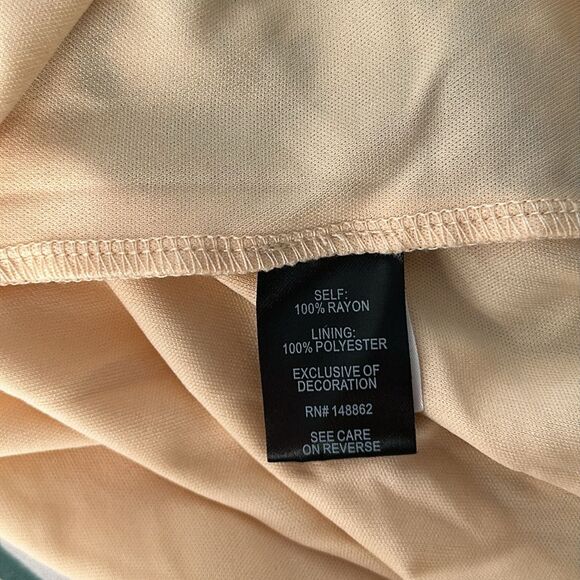 SELF:
100% RAYON
LINING:
100% POLYESTER
EXCLUSIVE OF
DECORATION
RN# 148862
SEE CARE
ON REVERSE